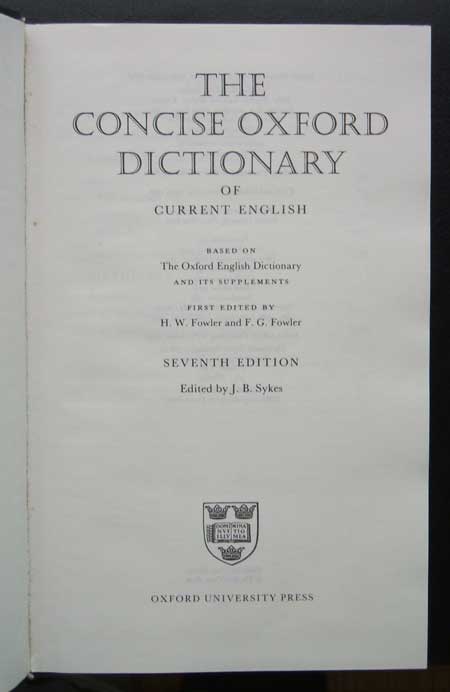 THE
CONCISE OXFORD
DICTIONARY
OF
CURRENT ENGLISH
BASED ON
The Oxford English Dictionary
AND ITS SUPPLEMENTS
FIRST EDITED BY
H. W. Fowler and F. G. Fowler
SEVENTH EDITION
Edited by J. B. Sykes
DOMINVS
OXFORD UNIVERSITY PRESS